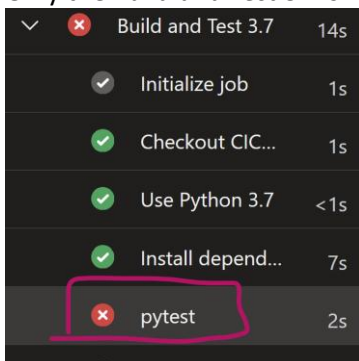 Build and Test 3.7 14s
Initialize job 1s
Checkout CIC... 1s
Use Python 3.7 <1s
Install depend... 7s
pytest 2s